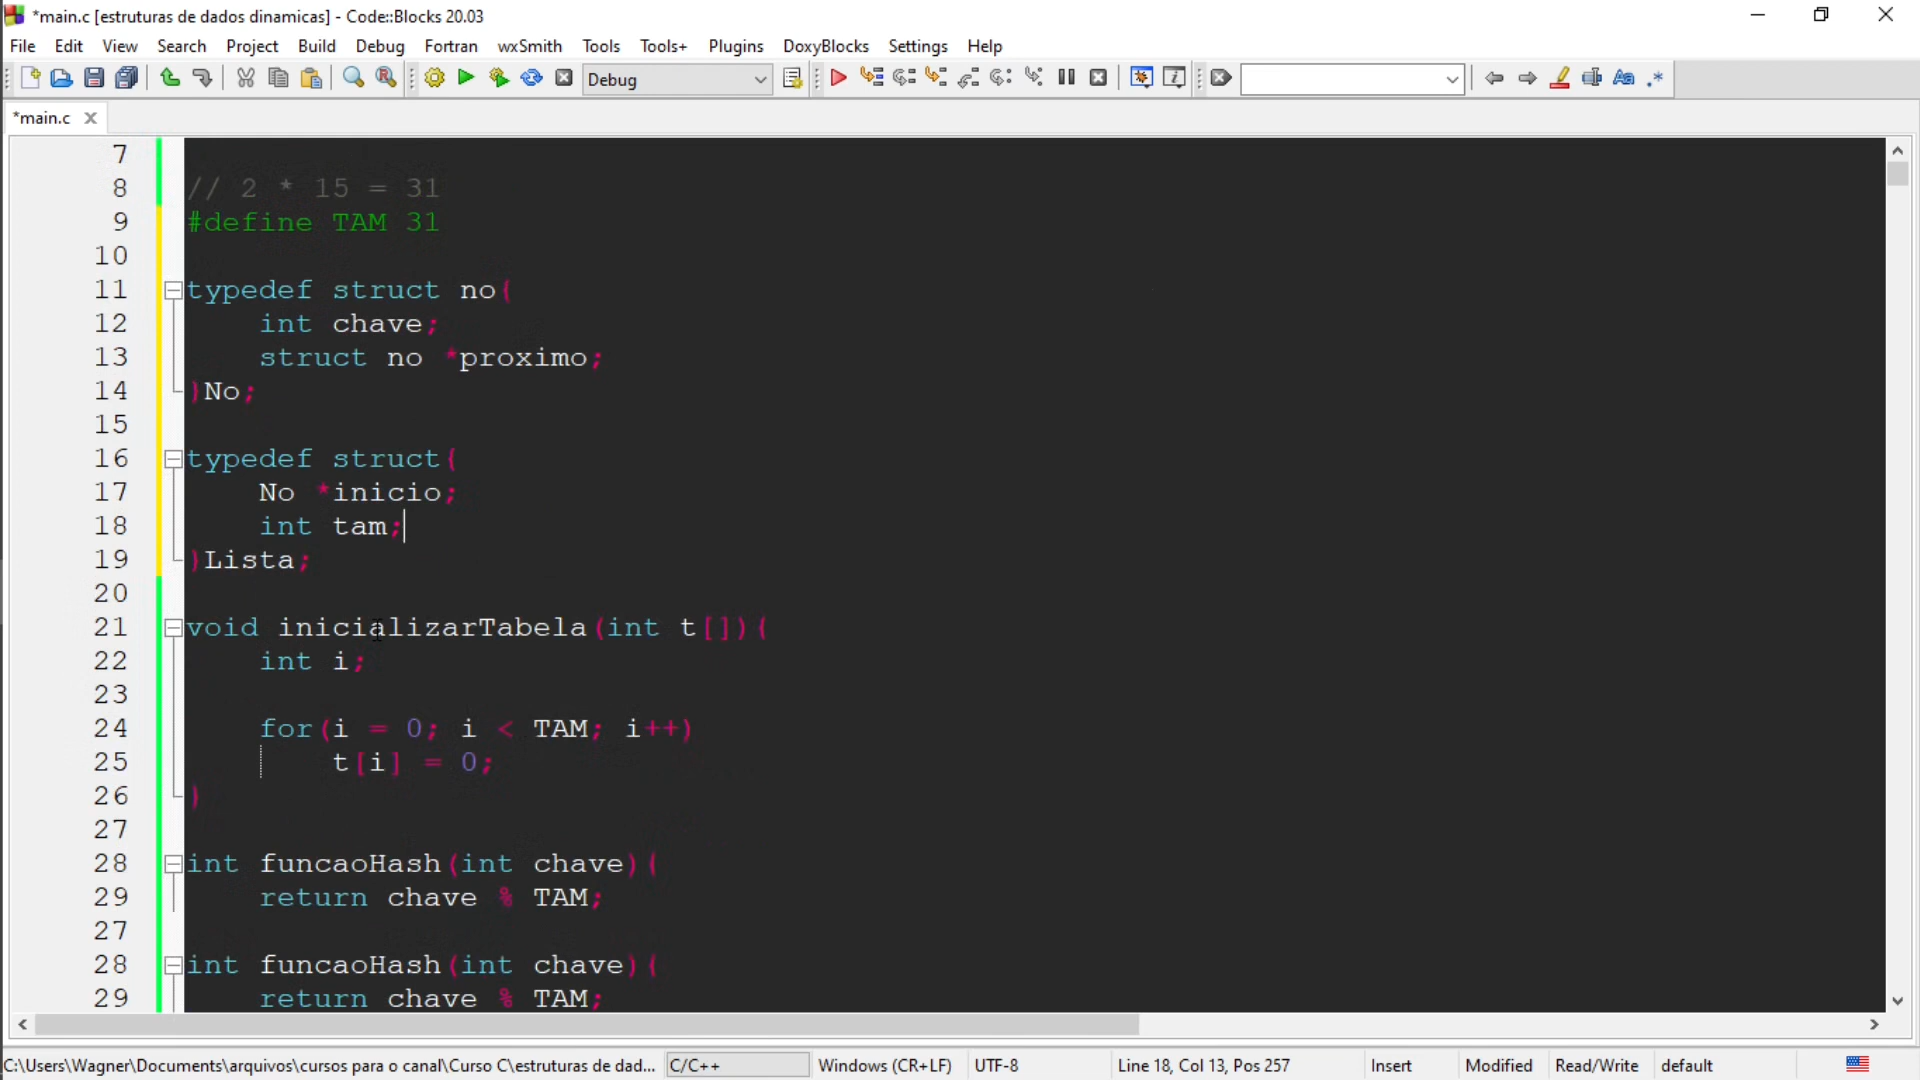 *main.c [estruturas de dados dinamicas] - Code::Blocks 20.03
File Edit View Search Project Build Debug Fortran wxSmith Tools Tools+ Plugins DoxyBlocks Settings Help
Debug
*main.c
7
8 // 2 * 15 = 31
9 #define TAM 31
10
11 typedef struct no{
12 int chave;
13 struct no *proximo;
14 }No;
15
16 typedef struct{
17 No *inicio;
18 int tam;
19 }Lista;
20
21 void inicializarTabela(int t[]){
22 int i;
23
24 for(i = 0; i < TAM; i++)
25 t[i] = 0;
26 }
27
28 int funcaoHash(int chave){
29 return chave % TAM;
27
28 int funcaoHash(int chave){
29 return chave % TAM;
C:\Users\Wagner\Documents\arquivos\cursos para o canal\Curso C\estruturas de dad... C/C++ Windows (CR+LF) UTF-8 Line 18, Col 13, Pos 257 Insert Modified Read/Write default